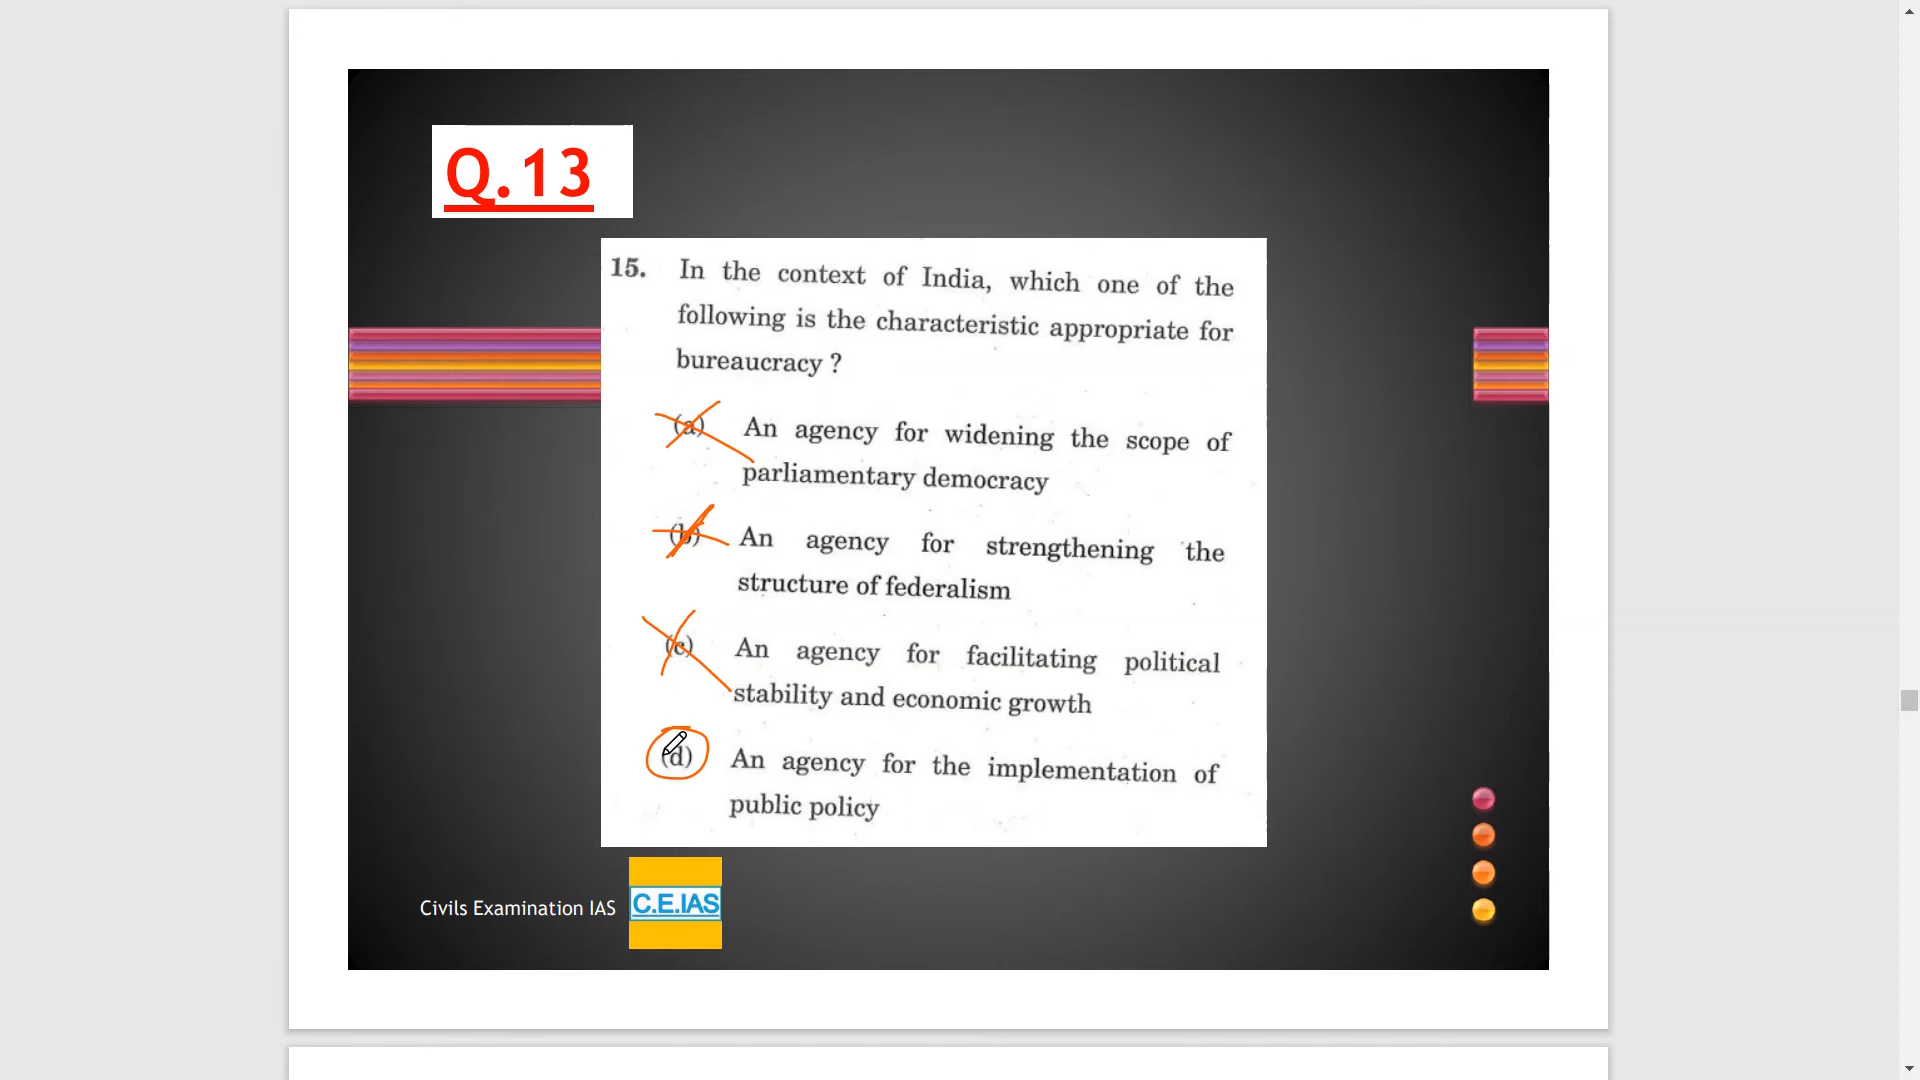 Q.13
15. In the context of India, which one of the
following is the characteristic appropriate for
bureaucracy ?
(a) An agency for widening the scope of
parliamentary democracy
(b) An agency for strengthening the
structure of federalism
(c) An agency for facilitating political
stability and economic growth
(d) An agency for the implementation of
public policy
Civils Examination IAS
C.E.IAS